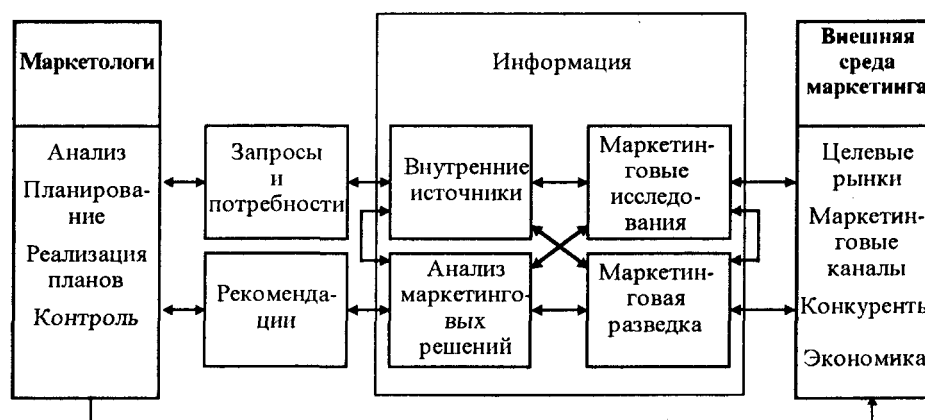 Маркетологи
Анализ
Планирова-
ние
Реализация
планов
Контроль
Запросы
и
потребности
Рекоменда-
ции
Информация
Внутренние
источники
Маркетин-
говые
исследо-
вания
Анализ
маркетинго-
вых
решений
Маркетин-
говая
разведка
Внешняя
среда
маркетинга
Целевые
рынки
Маркетин-
говые
каналы
Конкуренты
Экономика